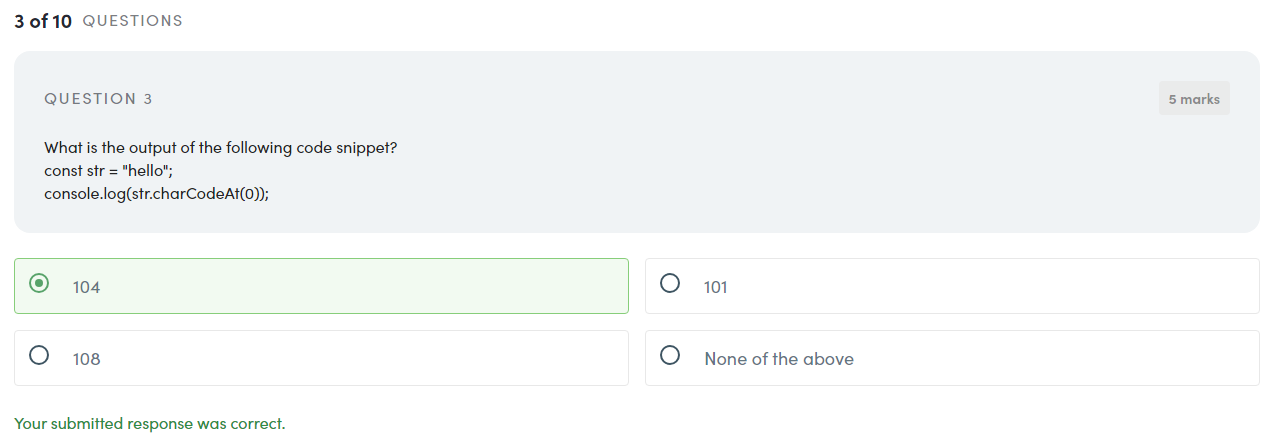 3 of 10 QUESTIONS
QUESTION 3
5 marks
What is the output of the following code snippet?
const str = "hello";
console.log(str.charCodeAt(0));
104
101
108
None of the above
Your submitted response was correct.